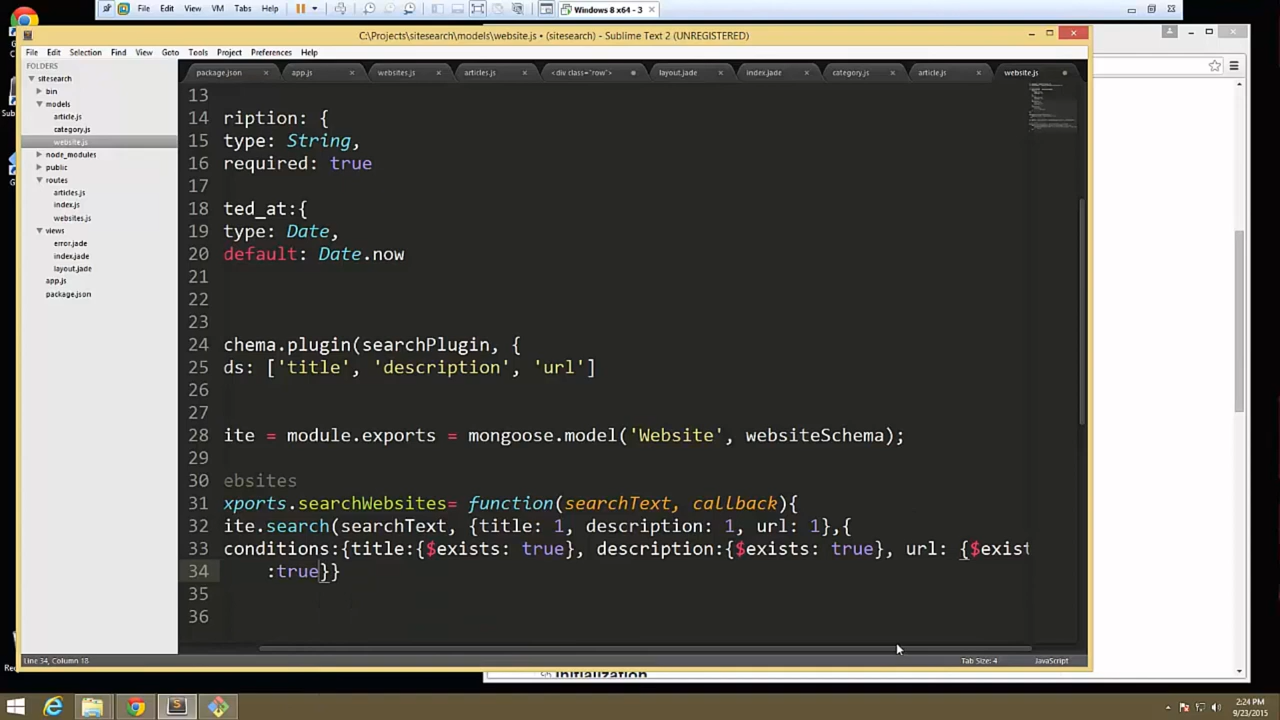 File Edit View VM Tabs Help
Windows 8 x64 - 3
C:\Projects\sitesearch\models\website.js • (sitesearch) - Sublime Text 2 (UNREGISTERED)
File Edit Selection Find View Goto Tools Project Preferences Help
FOLDERS
sitesearch
bin
models
article.js
category.js
website.js
node_modules
public
routes
articles.js
index.js
websites.js
views
error.jade
index.jade
layout.jade
app.js
package.json
package.json app.js websites.js articles.js <div class="row"> layout.jade index.jade category.js article.js website.js
13
14 ription: {
15 type: String,
16 required: true
17
18 ted_at:{
19 type: Date,
20 default: Date.now
21
22
23
24 chema.plugin(searchPlugin, {
25 ds: ['title', 'description', 'url']
26
27
28 ite = module.exports = mongoose.model('Website', websiteSchema);
29
30 ebsites
31 xports.searchWebsites= function(searchText, callback){
32 ite.search(searchText, {title: 1, description: 1, url: 1},{
33 conditions:{title:{$exists: true}, description:{$exists: true}, url: {$exist
34 :true}}
35
36
Line 34, Column 18
Tab Size: 4
JavaScript
2:24 PM
9/23/2015